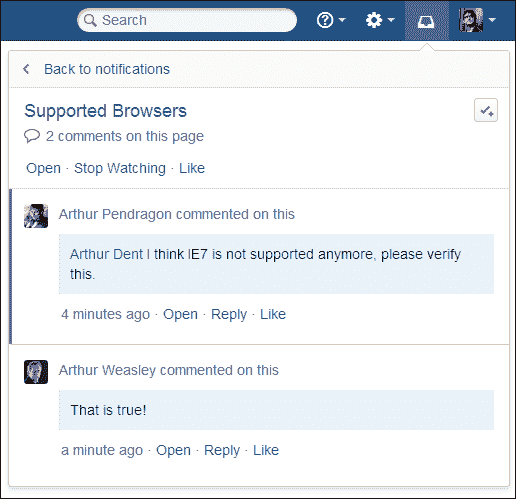 Search
Back to notifications
Supported Browsers
2 comments on this page
Open · Stop Watching · Like
Arthur Pendragon commented on this
Arthur Dent I think IE7 is not supported anymore, please verify
this.
4 minutes ago · Open · Reply · Like
Arthur Weasley commented on this
That is true!
a minute ago · Open · Reply · Like